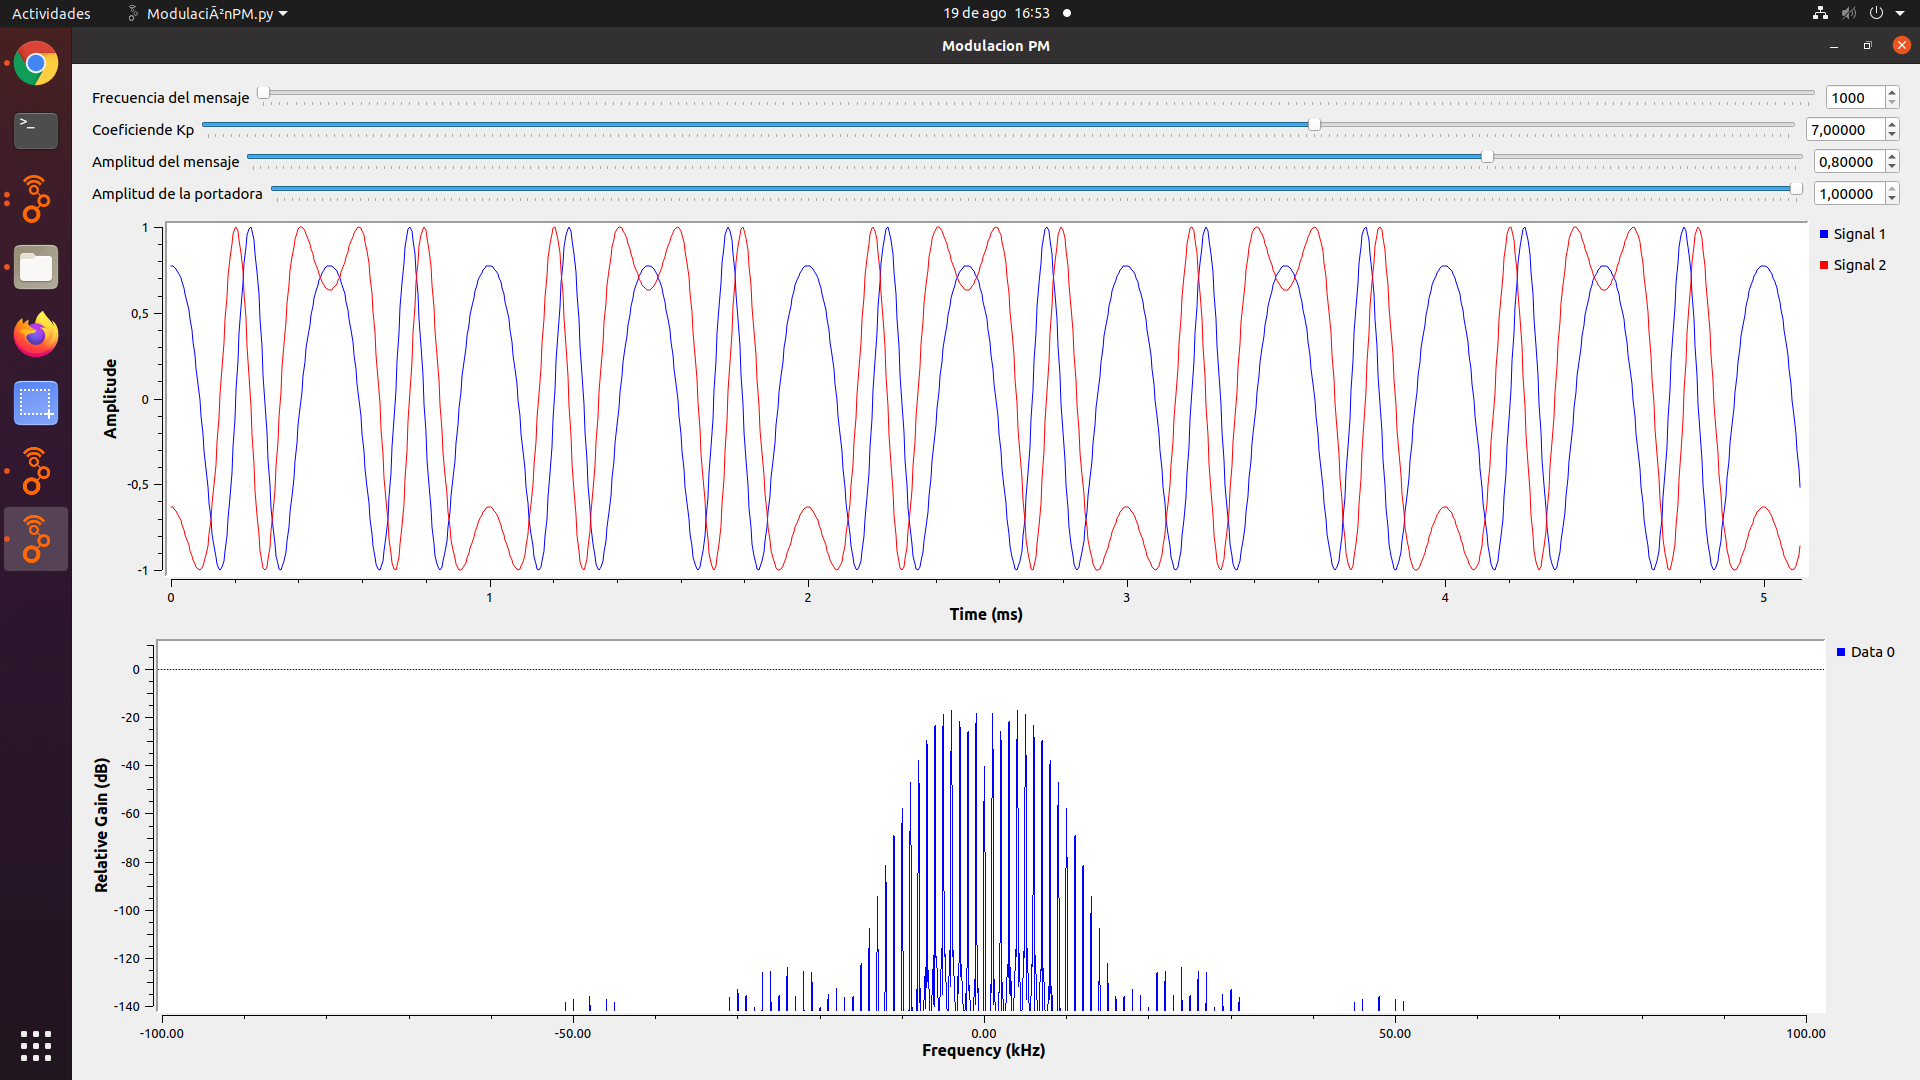 Actividades ModulaciÃ²nPM.py 19 de ago 16:53
Modulacion PM
Frecuencia del mensaje 1000
Coeficiende Kp 7,00000
Amplitud del mensaje 0,80000
Amplitud de la portadora 1,00000
Signal 1
Signal 2
Amplitude
1
0,5
0
-0,5
-1
0 1 2 3 4 5
Time (ms)
Data 0
Relative Gain (dB)
0
-20
-40
-60
-80
-100
-120
-140
-100.00 -50.00 0.00 50.00 100.00
Frequency (kHz)